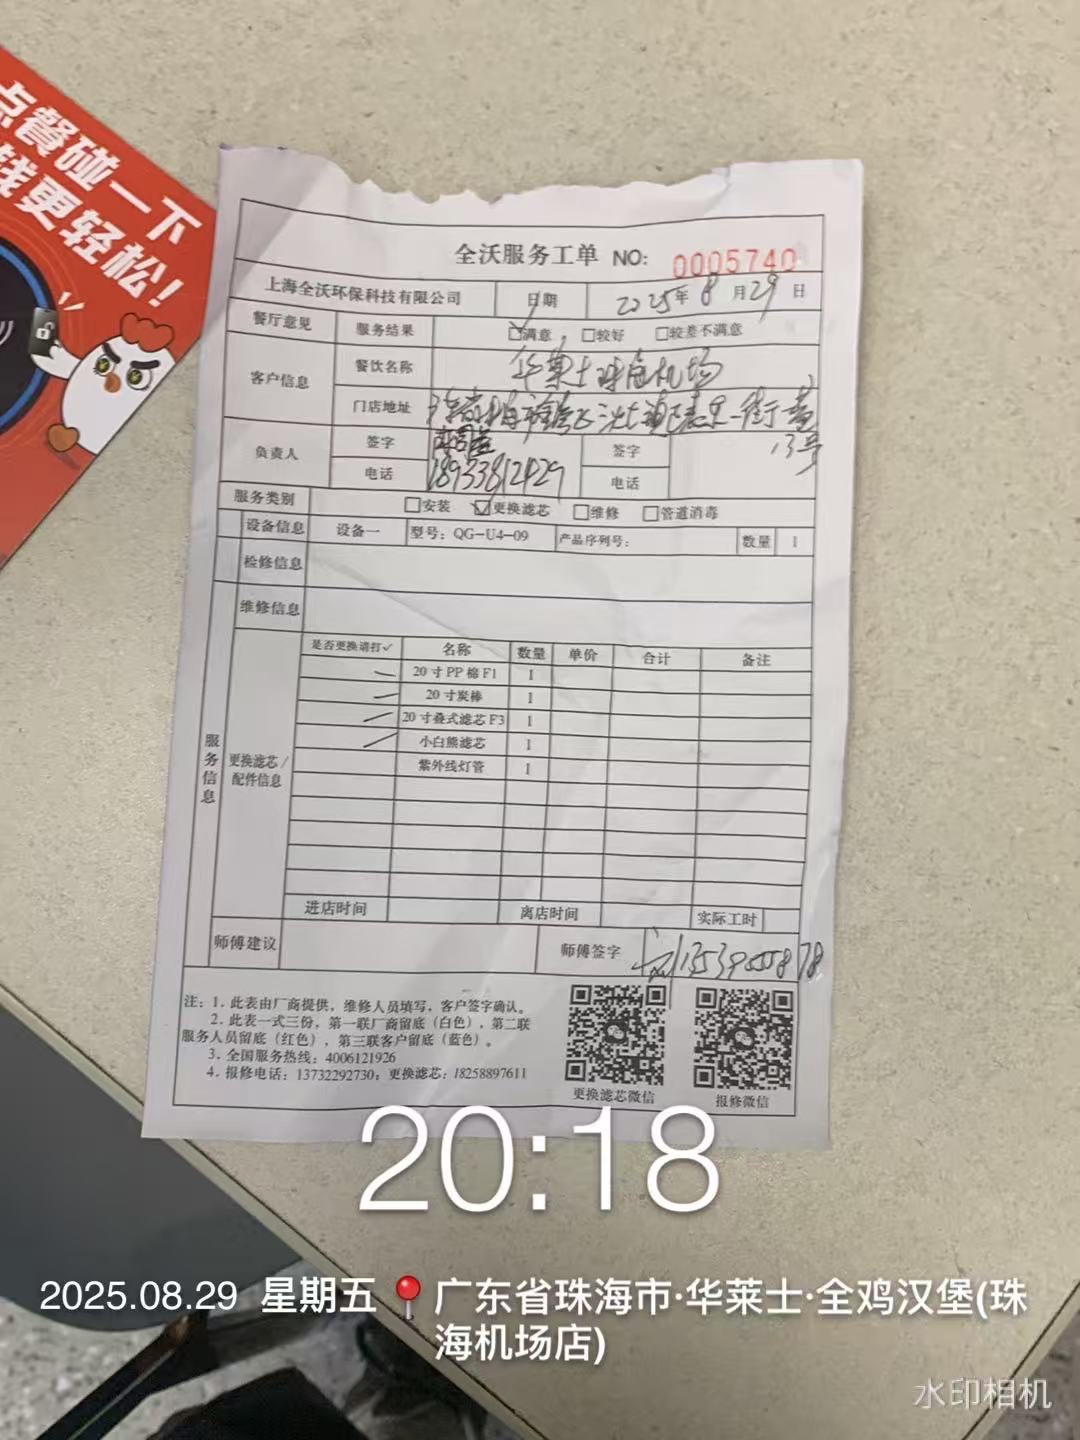 点餐碰一下
钱更轻松！
全沃服务工单 NO: 0005740
上海全沃环保科技有限公司 日期 2025年8月29日
餐厅意见 服务结果 ☑满意 □较好 □较差不满意
客户信息 餐饮名称 华莱士珠海机场
门店地址
负责人 签字 签字
电话 18933812429 电话
服务类别 □安装 ☑更换滤芯 □维修 □管道消毒
设备信息 设备一 型号：QG-U4-09 产品序列号： 数量 1
检修信息
维修信息
服务信息
更换滤芯/配件信息
是否更换请打✓ 名称 数量 单价 合计 备注
20寸PP棉F1 1
20寸炭棒 1
20寸叠式滤芯F3 1
小白熊滤芯 1
紫外线灯管 1
进店时间 离店时间 实际工时
师傅建议 师傅签字
注：1. 此表由厂商提供，维修人员填写，客户签字确认。
2. 此表一式三份，第一联厂商留底（白色），第二联
服务人员留底（红色），第三联客户留底（蓝色）。
3. 全国服务热线：4006121926
4. 报修电话：13732292730；更换滤芯：18258897611
更换滤芯微信 报修微信
20:18
2025.08.29 星期五 广东省珠海市·华莱士·全鸡汉堡(珠
海机场店)
水印相机